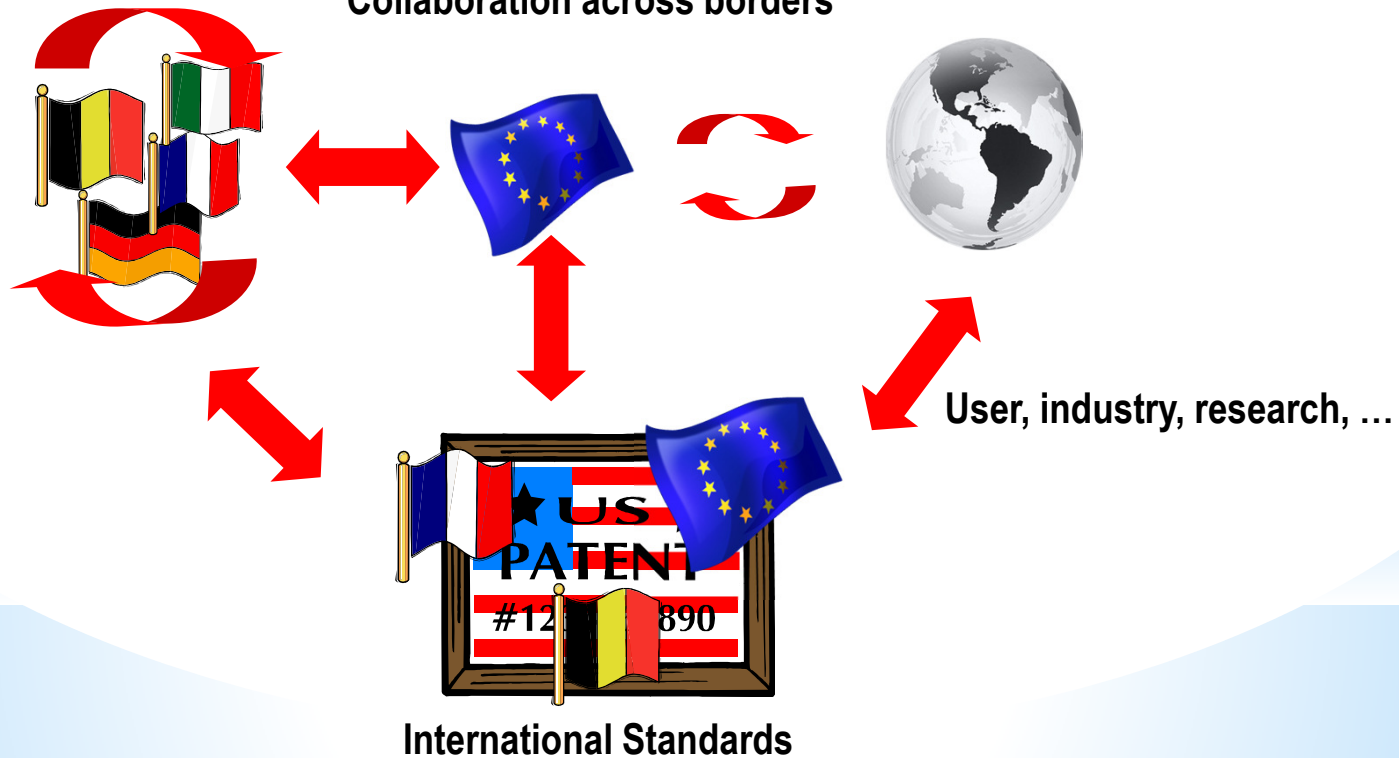 Collaboration across borders
User, industry, research, …
US
PATENT
#12 890
International Standards